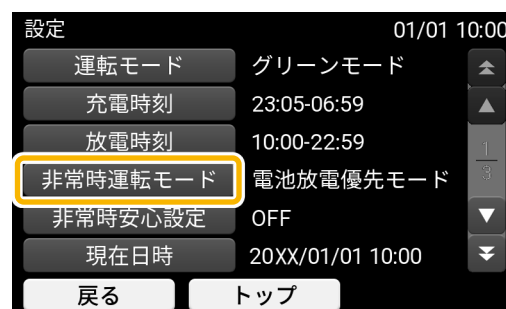 設定 01/01 10:00
運転モード グリーンモード
充電時刻 23:05-06:59
放電時刻 10:00-22:59
1
非常時運転モード 電池放電優先モード
3
非常時安心設定 OFF
現在日時 20XX/01/01 10:00
戻る トップ